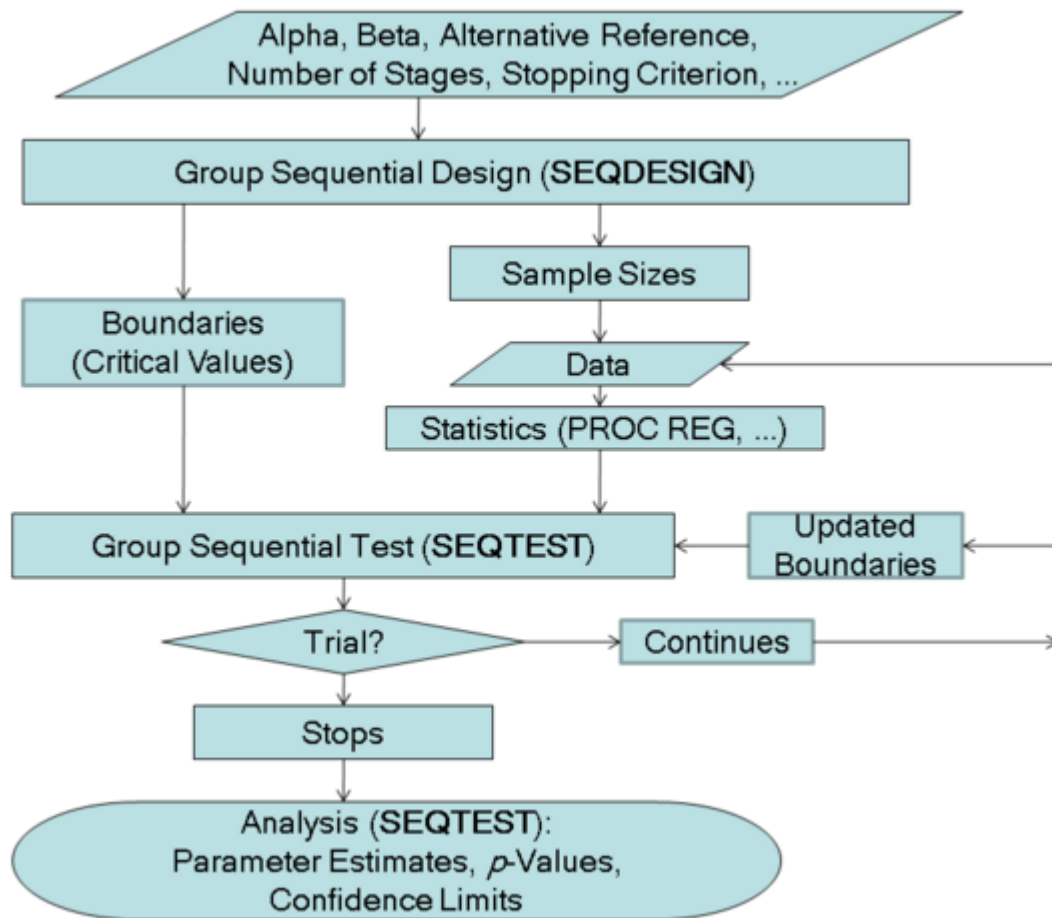 Alpha, Beta, Alternative Reference,
Number of Stages, Stopping Criterion, ...
Group Sequential Design (SEQDESIGN)
Sample Sizes
Boundaries
(Critical Values)
Data
Statistics (PROC REG, ...)
Group Sequential Test (SEQTEST)
Updated
Boundaries
Trial?
Continues
Stops
Analysis (SEQTEST):
Parameter Estimates, p-Values,
Confidence Limits